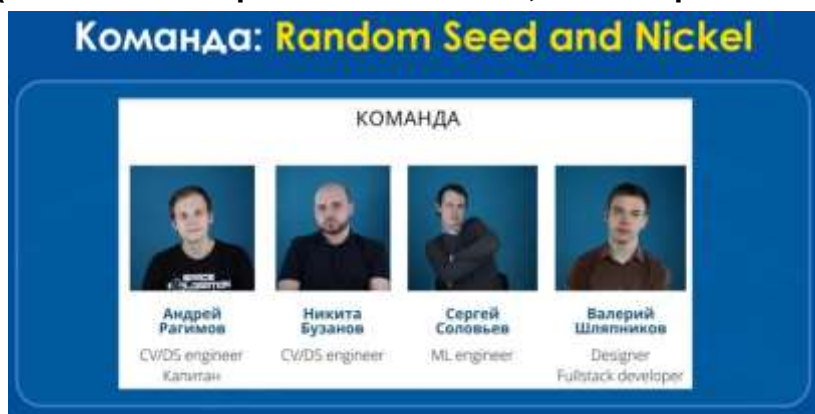 Команда: Random Seed and Nickel
КОМАНДА
Андрей
Рагимов
CV/DS engineer
Капитан
Никита
Бузанов
CV/DS engineer
Сергей
Соловьев
ML engineer
Валерий
Шляпников
Designer
Fullstack developer